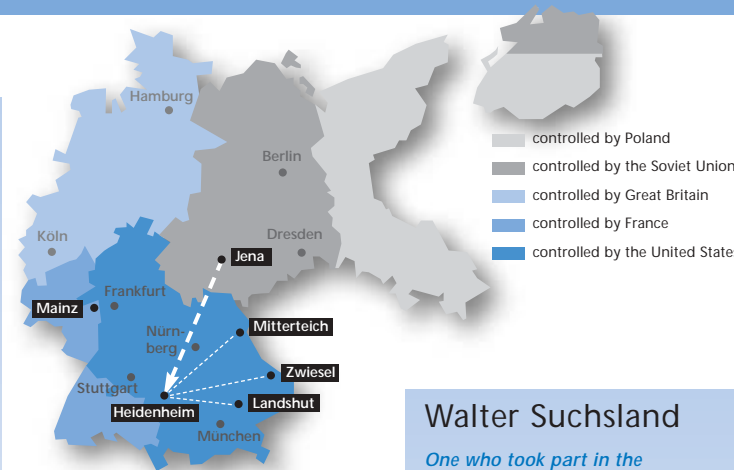 Hamburg
controlled by Poland
controlled by the Soviet Union
Berlin
controlled by Great Britain
controlled by France
Köln
Dresden
controlled by the United States
Jena
Frankfurt
Mainz
Mitterteich
Nürn-
berg
Zwiesel
Stuttgart
Landshut
Heidenheim
München
Walter Suchsland
One who took part in the